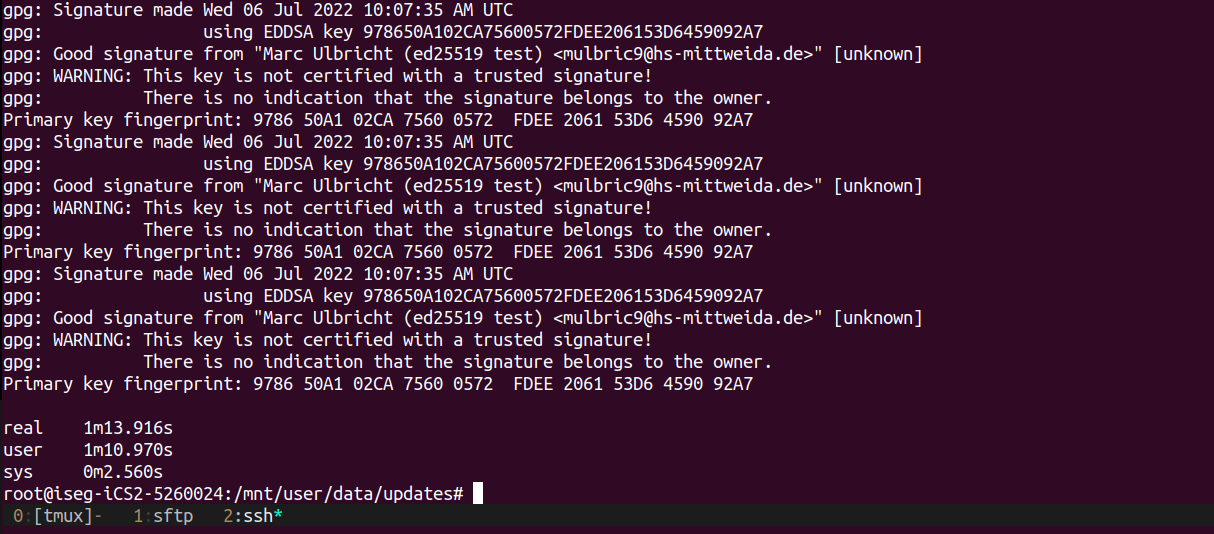 gpg: Signature made Wed 06 Jul 2022 10:07:35 AM UTC
gpg:                using EDDSA key 978650A102CA75600572FDEE206153D6459092A7
gpg: Good signature from "Marc Ulbricht (ed25519 test) <mulbric9@hs-mittweida.de>" [unknown]
gpg: WARNING: This key is not certified with a trusted signature!
gpg:          There is no indication that the signature belongs to the owner.
Primary key fingerprint: 9786 50A1 02CA 7560 0572  FDEE 2061 53D6 4590 92A7
gpg: Signature made Wed 06 Jul 2022 10:07:35 AM UTC
gpg:                using EDDSA key 978650A102CA75600572FDEE206153D6459092A7
gpg: Good signature from "Marc Ulbricht (ed25519 test) <mulbric9@hs-mittweida.de>" [unknown]
gpg: WARNING: This key is not certified with a trusted signature!
gpg:          There is no indication that the signature belongs to the owner.
Primary key fingerprint: 9786 50A1 02CA 7560 0572  FDEE 2061 53D6 4590 92A7
gpg: Signature made Wed 06 Jul 2022 10:07:35 AM UTC
gpg:                using EDDSA key 978650A102CA75600572FDEE206153D6459092A7
gpg: Good signature from "Marc Ulbricht (ed25519 test) <mulbric9@hs-mittweida.de>" [unknown]
gpg: WARNING: This key is not certified with a trusted signature!
gpg:          There is no indication that the signature belongs to the owner.
Primary key fingerprint: 9786 50A1 02CA 7560 0572  FDEE 2061 53D6 4590 92A7

real    1m13.916s
user    1m10.970s
sys     0m2.560s
root@iseg-iCS2-5260024:/mnt/user/data/updates#
0:[tmux]-   1:sftp   2:ssh*